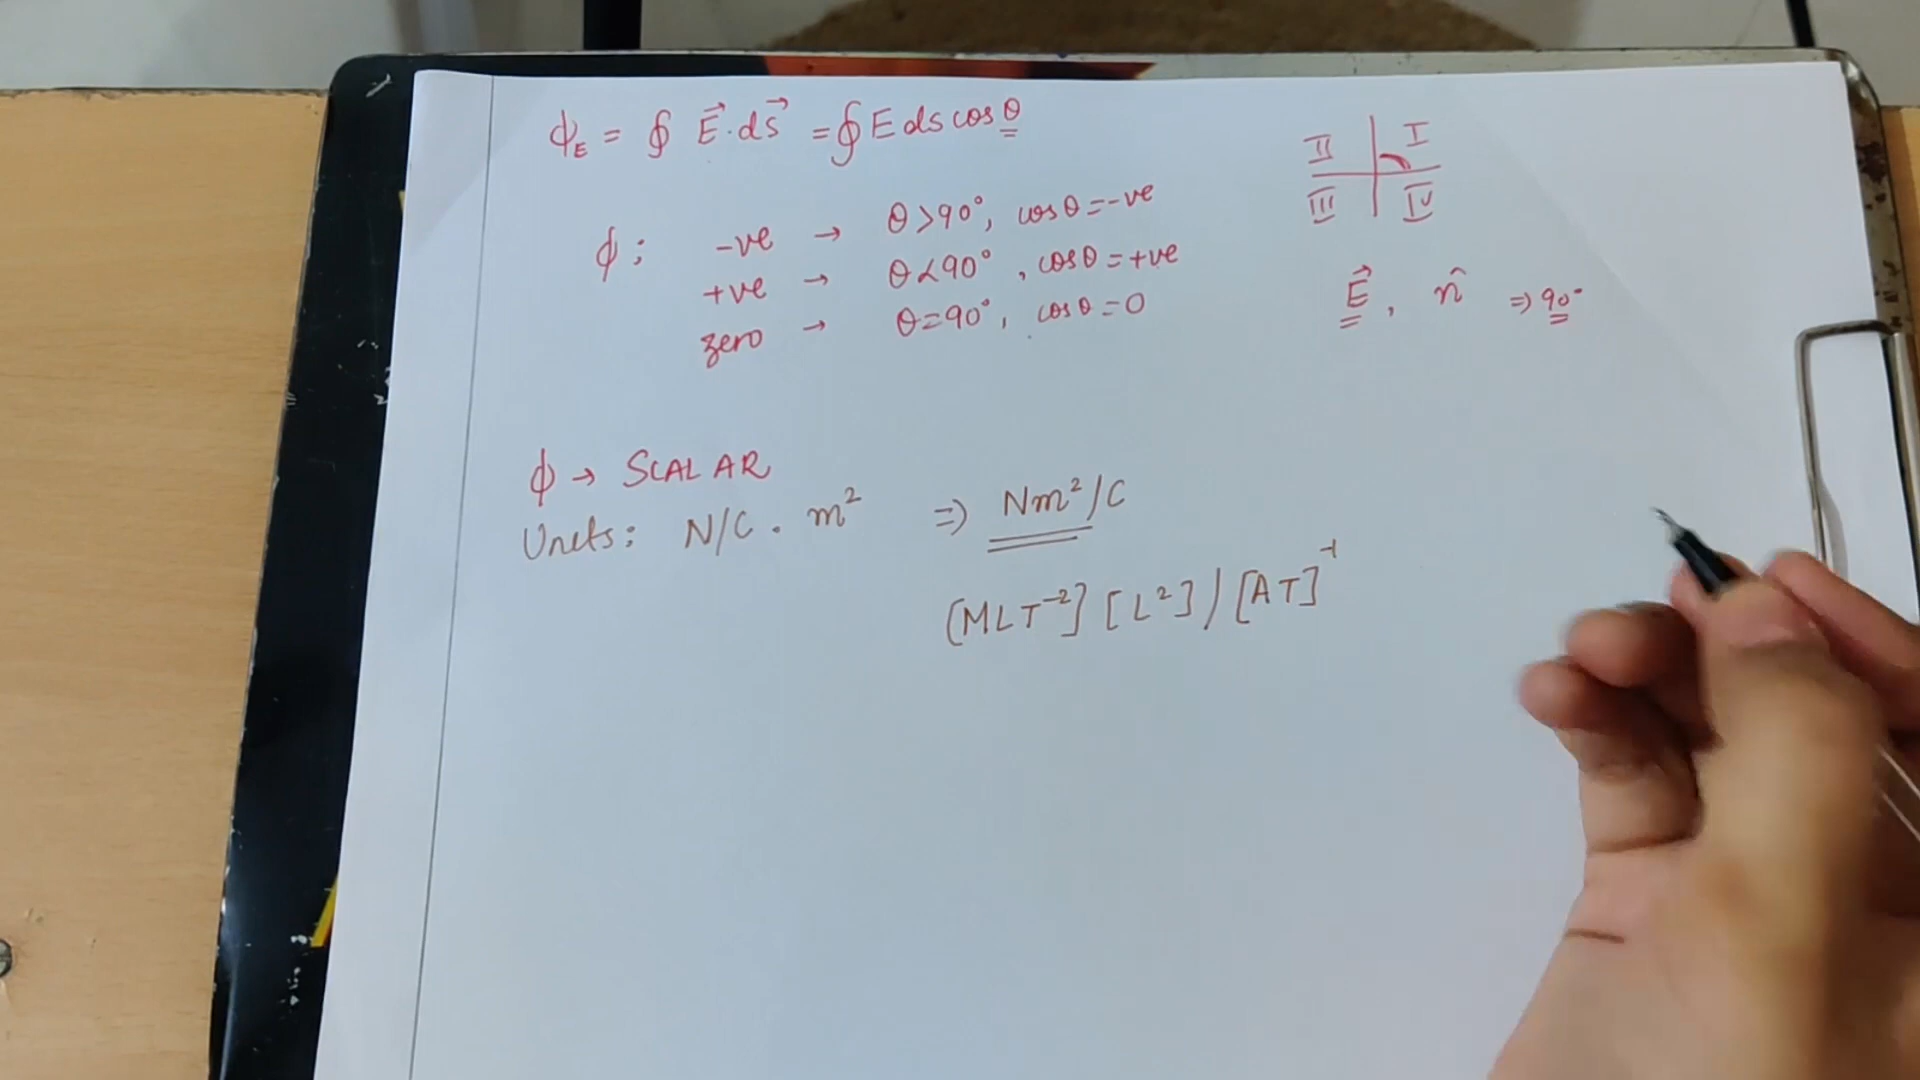 ϕ_E = ∮ E⃗·dS⃗ = ∮ E ds cos θ
II I
III IV
ϕ : -ve → θ>90°, cosθ=-ve
+ve → θ<90°, cosθ=+ve
zero → θ=90°, cosθ=0
E⃗, n̂ ⇒ 90°
ϕ → SCALAR
Units: N/C . m² ⇒ Nm²/C
[MLT⁻²] [L²] / [AT]⁻¹